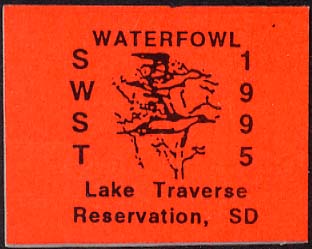 WATERFOWL
S 1
W 9
S 9
T 5
Lake Traverse
Reservation, SD